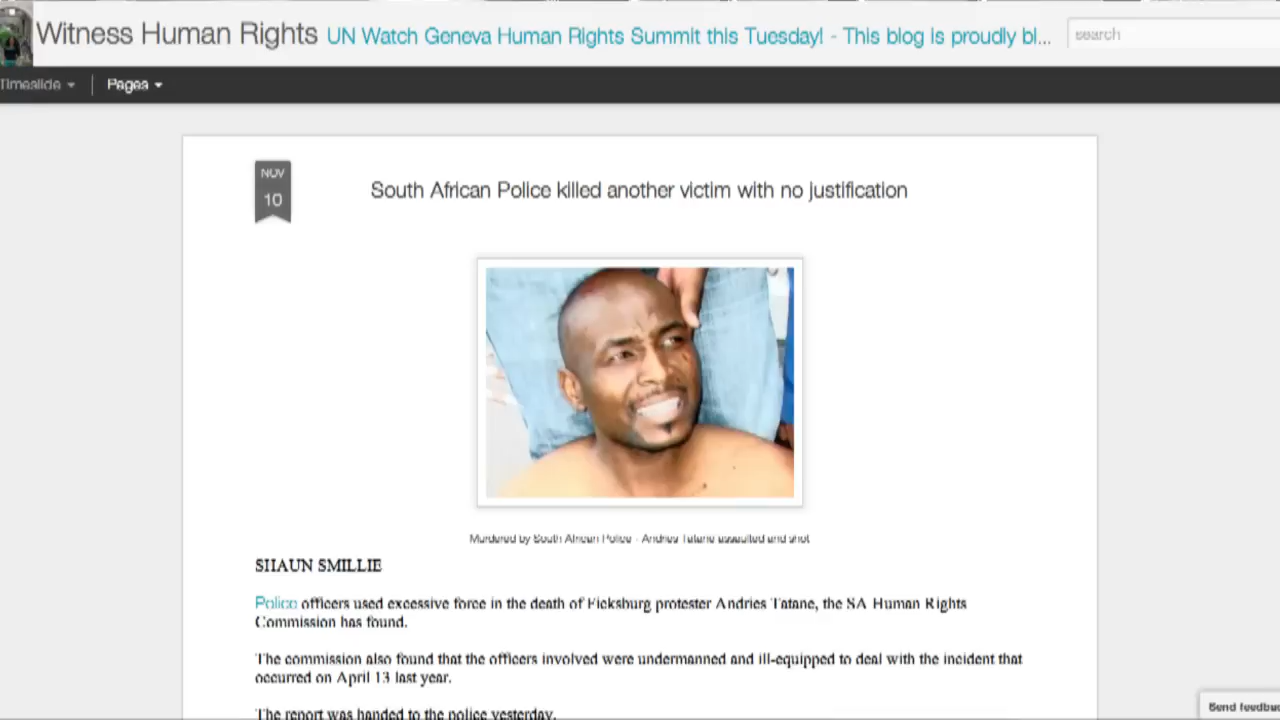 Witness Human Rights UN Watch Geneva Human Rights Summit this Tuesday! - This blog is proudly bl...
search
Timeslide
Pages
NOV
10
South African Police killed another victim with no justification
Murdered by South African Police - Andries Tatane assaulted and shot
SHAUN SMILLIE
Police officers used excessive force in the death of Ficksburg protester Andries Tatane, the SA Human Rights
Commission has found.
The commission also found that the officers involved were undermanned and ill-equipped to deal with the incident that
occurred on April 13 last year.
The report was handed to the police yesterday.
Send feedback